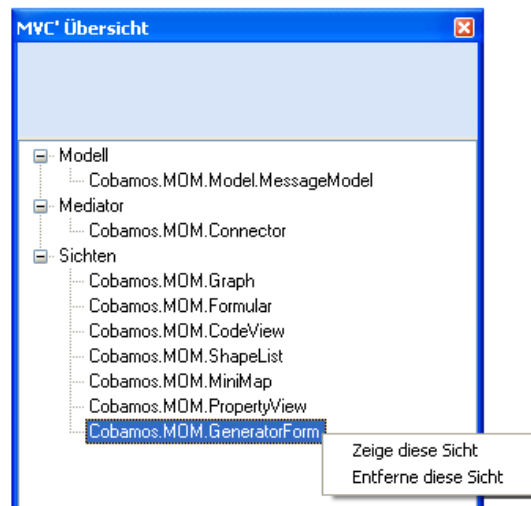 MVC' Übersicht
Modell
Cobamos.MOM.Model.MessageModel
Mediator
Cobamos.MOM.Connector
Sichten
Cobamos.MOM.Graph
Cobamos.MOM.Formular
Cobamos.MOM.CodeView
Cobamos.MOM.ShapeList
Cobamos.MOM.MiniMap
Cobamos.MOM.PropertyView
Cobamos.MOM.GeneratorForm
Zeige diese Sicht
Entferne diese Sicht